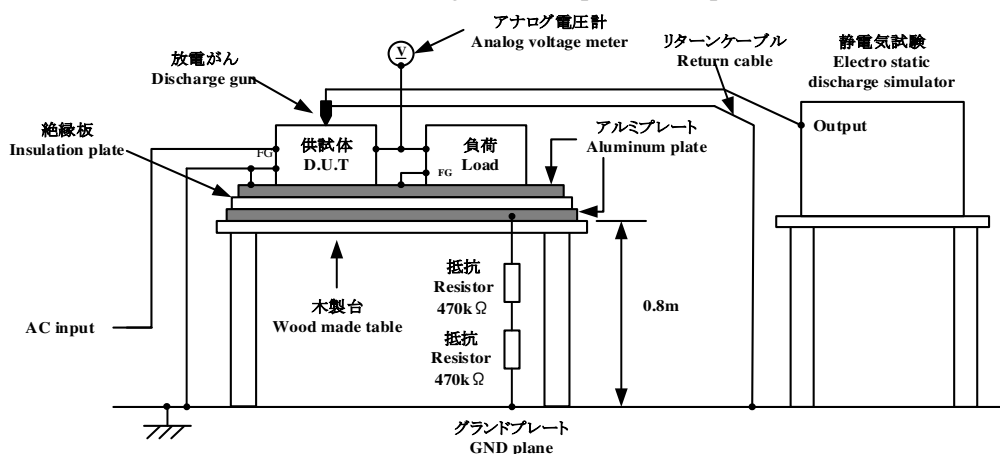 アナログ電圧計
Analog voltage meter
リターンケーブル
Return cable
静電気試験
Electro static
discharge simulator
放電がん
Discharge gun
V
絶縁板
Insulation plate
供試体
D.U.T
FG
負荷
Load
FG
アルミプレート
Aluminum plate
Output
抵抗
Resistor
470kΩ
0.8m
木製台
Wood made table
AC input
抵抗
Resistor
470kΩ
グランドプレート
GND plane